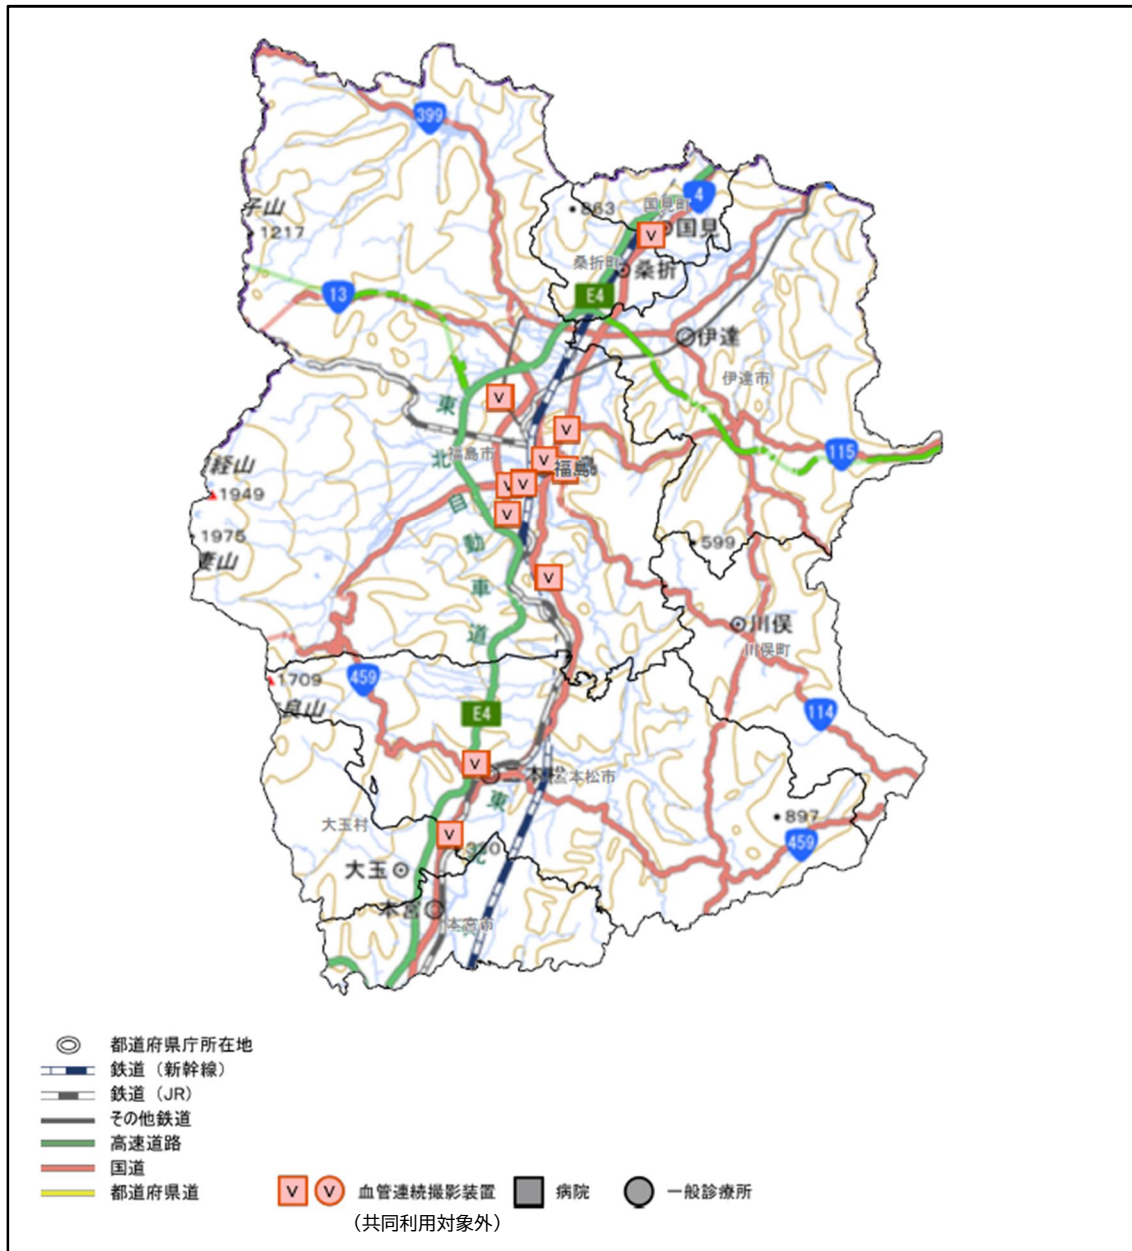 399
4
子山
863
国見町
国見
1217
桑折町
桑折
13
E4
伊達
伊達市
V
東
V
115
福島市
北
V
福島
経山
V
V
1949
自
V
1975
動
599
妻山
V
車
川俣
道
川俣町
1709
459
良山
E4
114
V
二本松
二本松市
東
897
大玉村
V
459
大玉
北
本宮
本宮市
都道府県庁所在地
鉄道（新幹線）
鉄道（JR）
その他鉄道
高速道路
国道
都道府県道
V V 血管連続撮影装置 病院 一般診療所
（共同利用対象外）